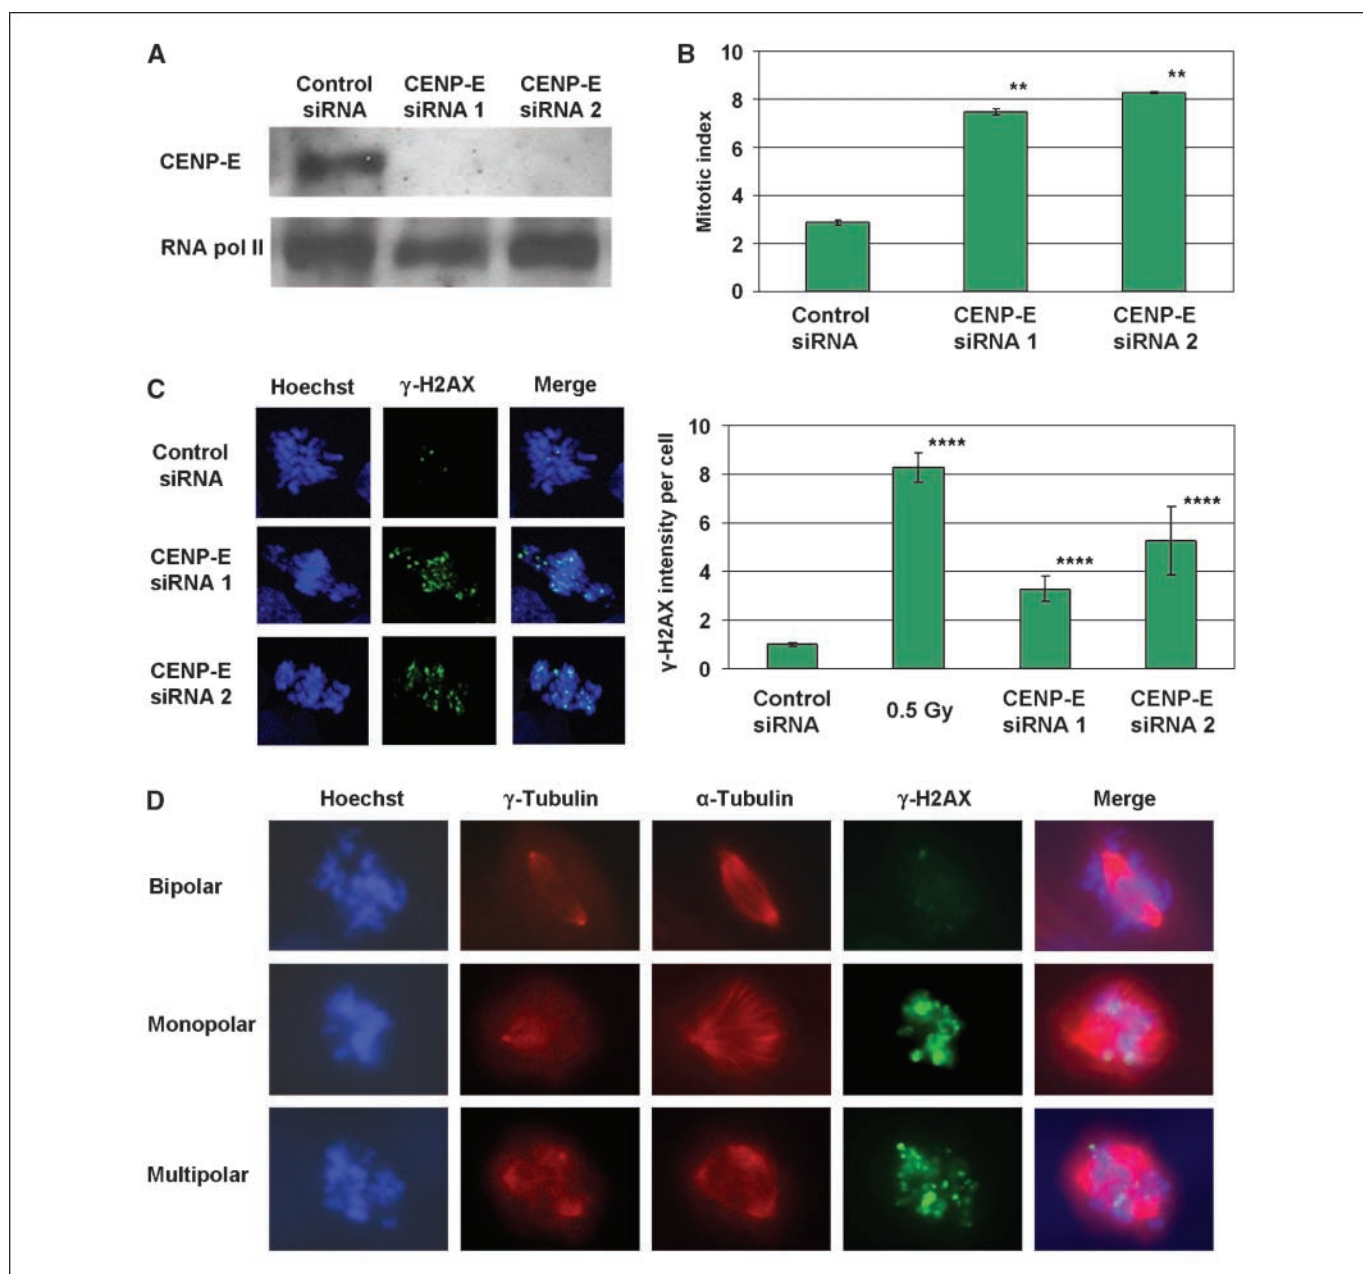 A
Control siRNA
CENP-E siRNA 1
CENP-E siRNA 2
CENP-E
RNA pol II
B
Mitotic index
10
8
6
4
2
0
**
**
Control siRNA
CENP-E siRNA 1
CENP-E siRNA 2
C
Hoechst
γ-H2AX
Merge
Control siRNA
CENP-E siRNA 1
CENP-E siRNA 2
γ-H2AX intensity per cell
10
8
6
4
2
0
****
****
****
Control siRNA
0.5 Gy
CENP-E siRNA 1
CENP-E siRNA 2
D
Hoechst
γ-Tubulin
α-Tubulin
γ-H2AX
Merge
Bipolar
Monopolar
Multipolar